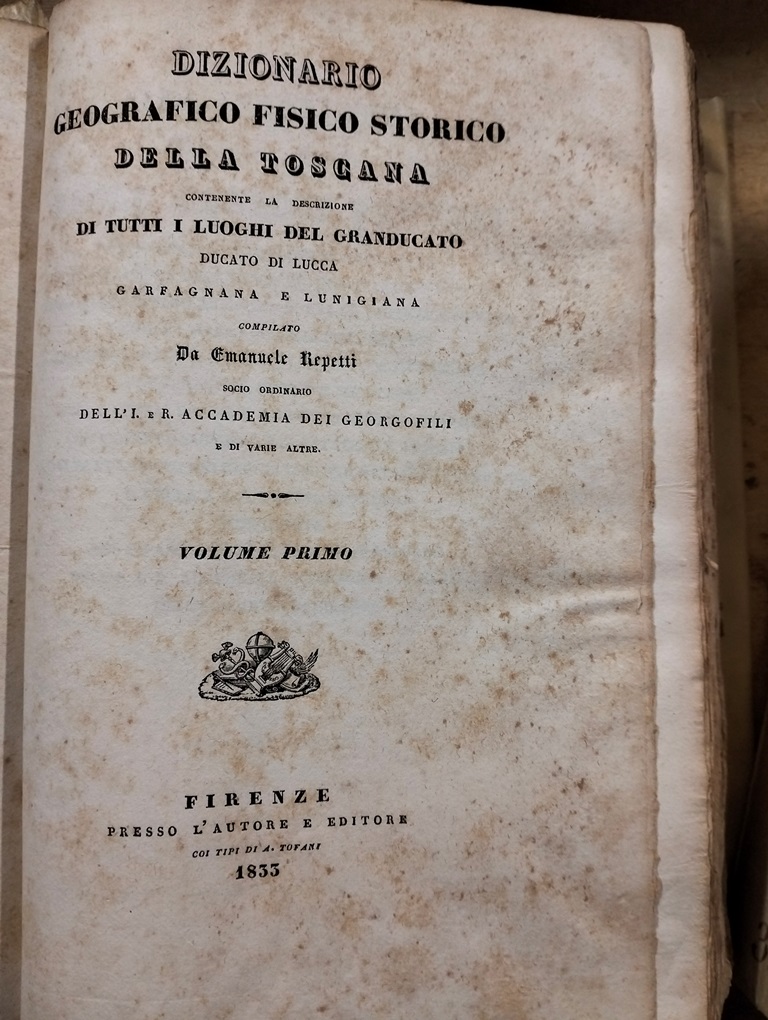 DIZIONARIO
GEOGRAFICO FISICO STORICO
DELLA TOSCANA
CONTENENTE LA DESCRIZIONE
DI TUTTI I LUOGHI DEL GRANDUCATO
DUCATO DI LUCCA
GARFAGNANA E LUNIGIANA
COMPILATO
Da Emanuele Repetti
SOCIO ORDINARIO
DELL'I. E R. ACCADEMIA DEI GEORGOFILI
E DI VARIE ALTRE.
VOLUME PRIMO
FIRENZE
PRESSO L'AUTORE E EDITORE
COI TIPI DI A. TOFANI
1833